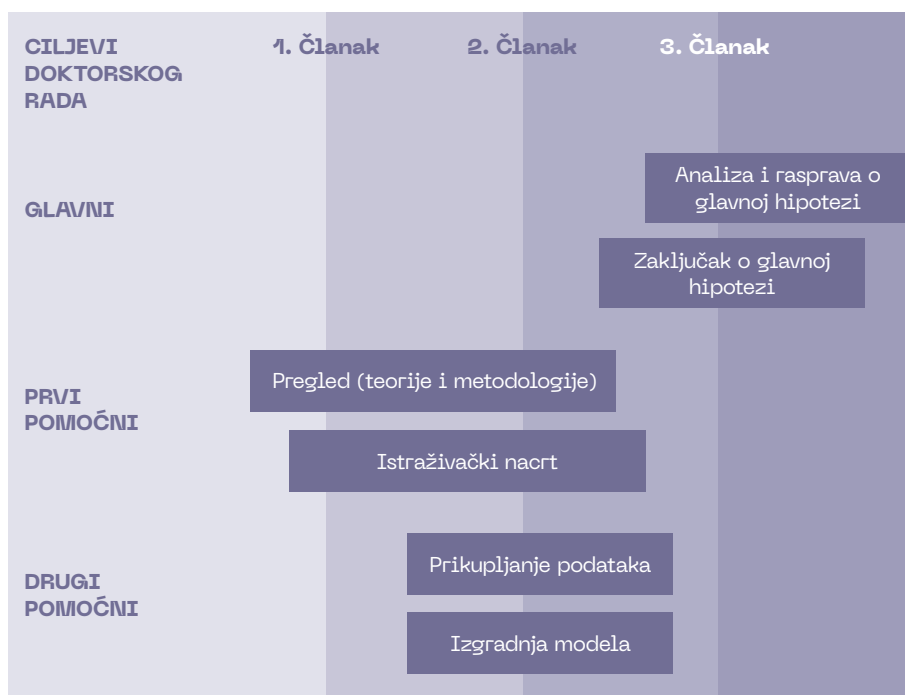 CILJEVI
DOKTORSKOG
RADA
1. Članak
2. Članak
3. Članak
GLAVNI
Analiza i rasprava o
glavnoj hipotezi
Zaključak o glavnoj
hipotezi
PRVI
POMOĆNI
Pregled (teorije i metodologije)
Istraživački nacrt
DRUGI
POMOĆNI
Prikupljanje podataka
Izgradnja modela